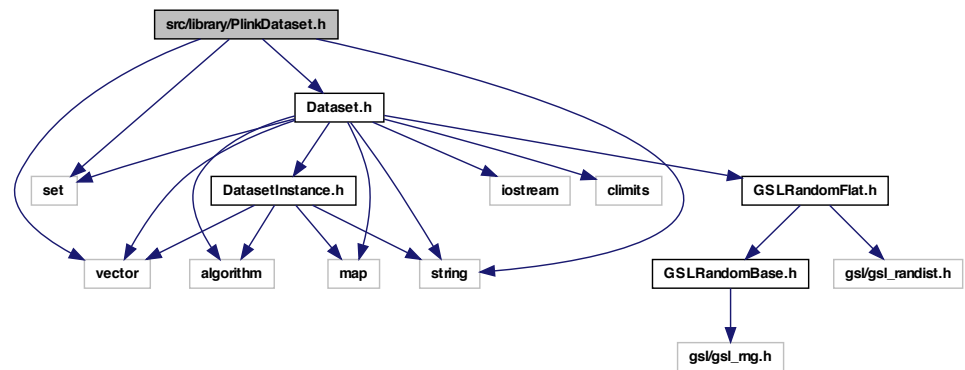 src/library/PlinkDataset.h
Dataset.h
set
DatasetInstance.h
iostream
climits
GSLRandomFlat.h
vector
algorithm
map
string
GSLRandomBase.h
gsl/gsl_randist.h
gsl/gsl_rng.h